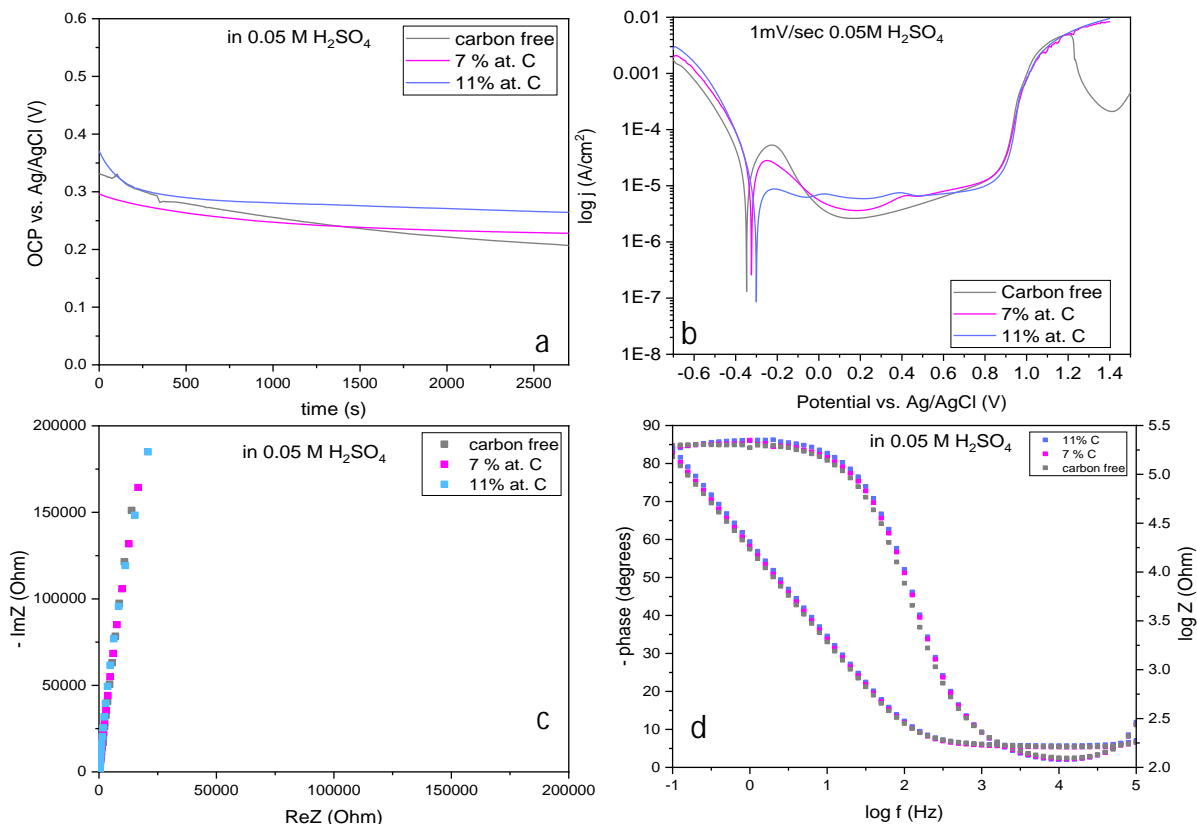 in 0.05 M H₂SO₄
carbon free
7 % at. C
11% at. C
OCP vs. Ag/AgCl (V)
0.6
0.5
0.4
0.3
0.2
0.1
0.0
0 500 1000 1500 2000 2500
time (s)
a
1mV/sec 0.05M H₂SO₄
log j (A/cm²)
0.01
0.001
1E-4
1E-5
1E-6
1E-7
1E-8
Carbon free
7% at. C
11% at. C
b
-0.6 -0.4 -0.2 0.0 0.2 0.4 0.6 0.8 1.0 1.2 1.4
Potential vs. Ag/AgCl (V)
in 0.05 M H₂SO₄
carbon free
7 % at. C
11% at. C
- ImZ (Ohm)
200000
150000
100000
50000
0
c
0 50000 100000 150000 200000
ReZ (Ohm)
in 0.05 M H₂SO₄
11% C
7 % C
carbon free
- phase (degrees)
90
80
70
60
50
40
30
20
10
0
log Z (Ohm)
5.5
5.0
4.5
4.0
3.5
3.0
2.5
2.0
d
-1 0 1 2 3 4 5
log f (Hz)